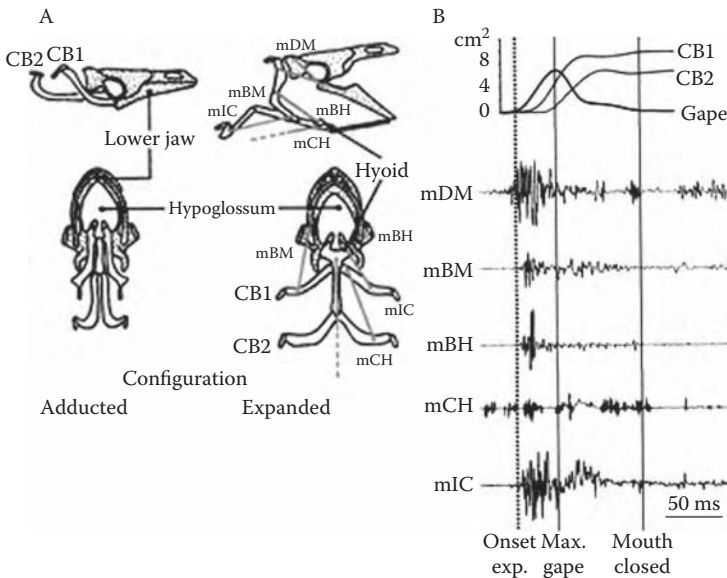 A
CB2 CB1
Lower jaw
mDM
mBM
mIC
mBH
mCH
Hyoid
Hypoglossum
mBM
mBH
CB1
mIC
CB2
mCH
Configuration
Adducted Expanded
B
cm2
8
4
0
CB1
CB2
Gape
mDM
mBM
mBH
mCH
mIC
50 ms
Onset Max. Mouth
exp. gape closed